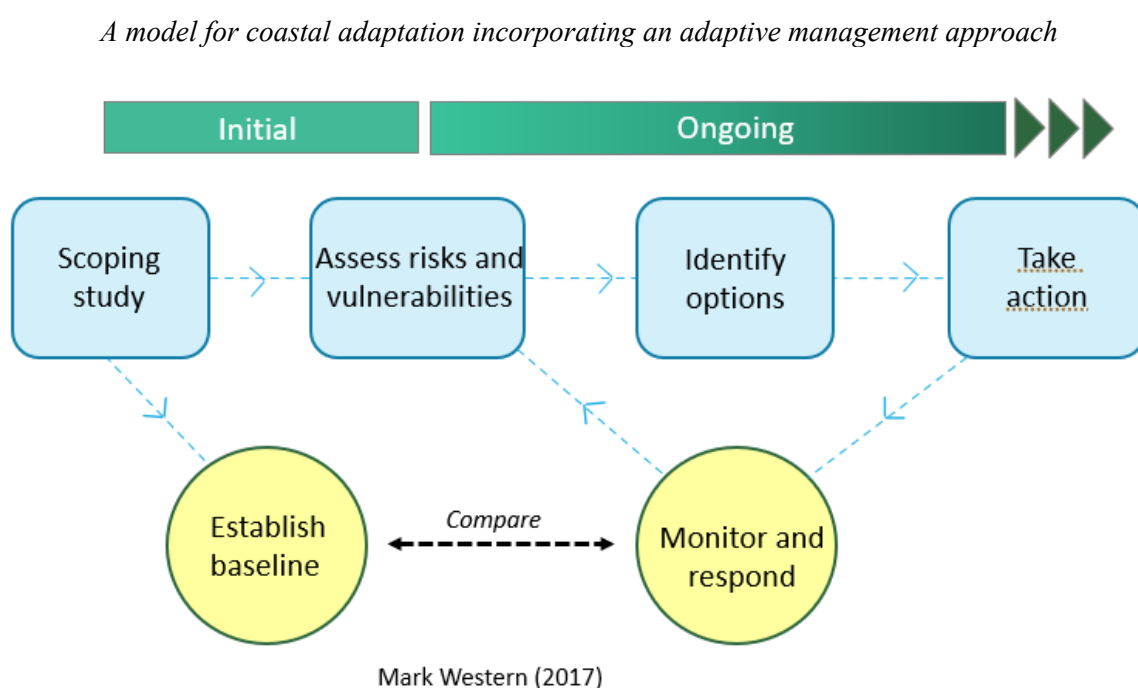 A model for coastal adaptation incorporating an adaptive management approach
Initial
Ongoing
Scoping
study
Assess risks and
vulnerabilities
Identify
options
Take
action
Establish
baseline
Compare
Monitor and
respond
Mark Western (2017)